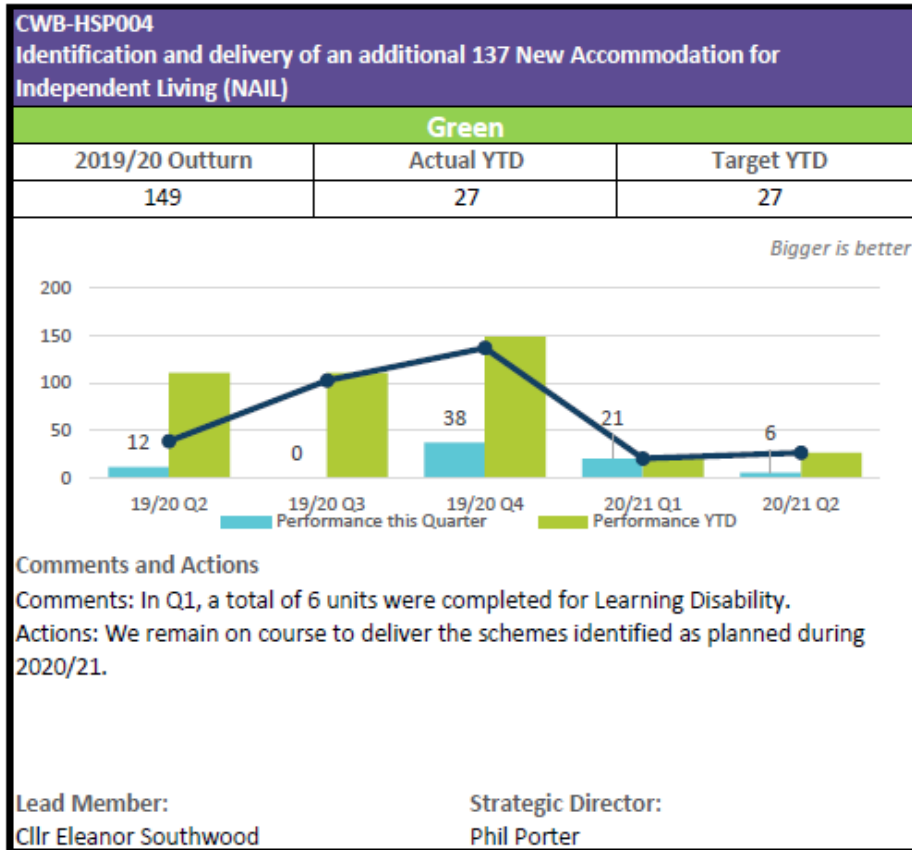 CWB-HSP004
Identification and delivery of an additional 137 New Accommodation for
Independent Living (NAIL)
Green
2019/20 Outturn Actual YTD Target YTD
149 27 27
Bigger is better
200
150
100
50
0
12 0 38 21 6
19/20 Q2 19/20 Q3 19/20 Q4 20/21 Q1 20/21 Q2
Performance this Quarter Performance YTD
Comments and Actions
Comments: In Q1, a total of 6 units were completed for Learning Disability.
Actions: We remain on course to deliver the schemes identified as planned during
2020/21.
Lead Member: Strategic Director:
Cllr Eleanor Southwood Phil Porter